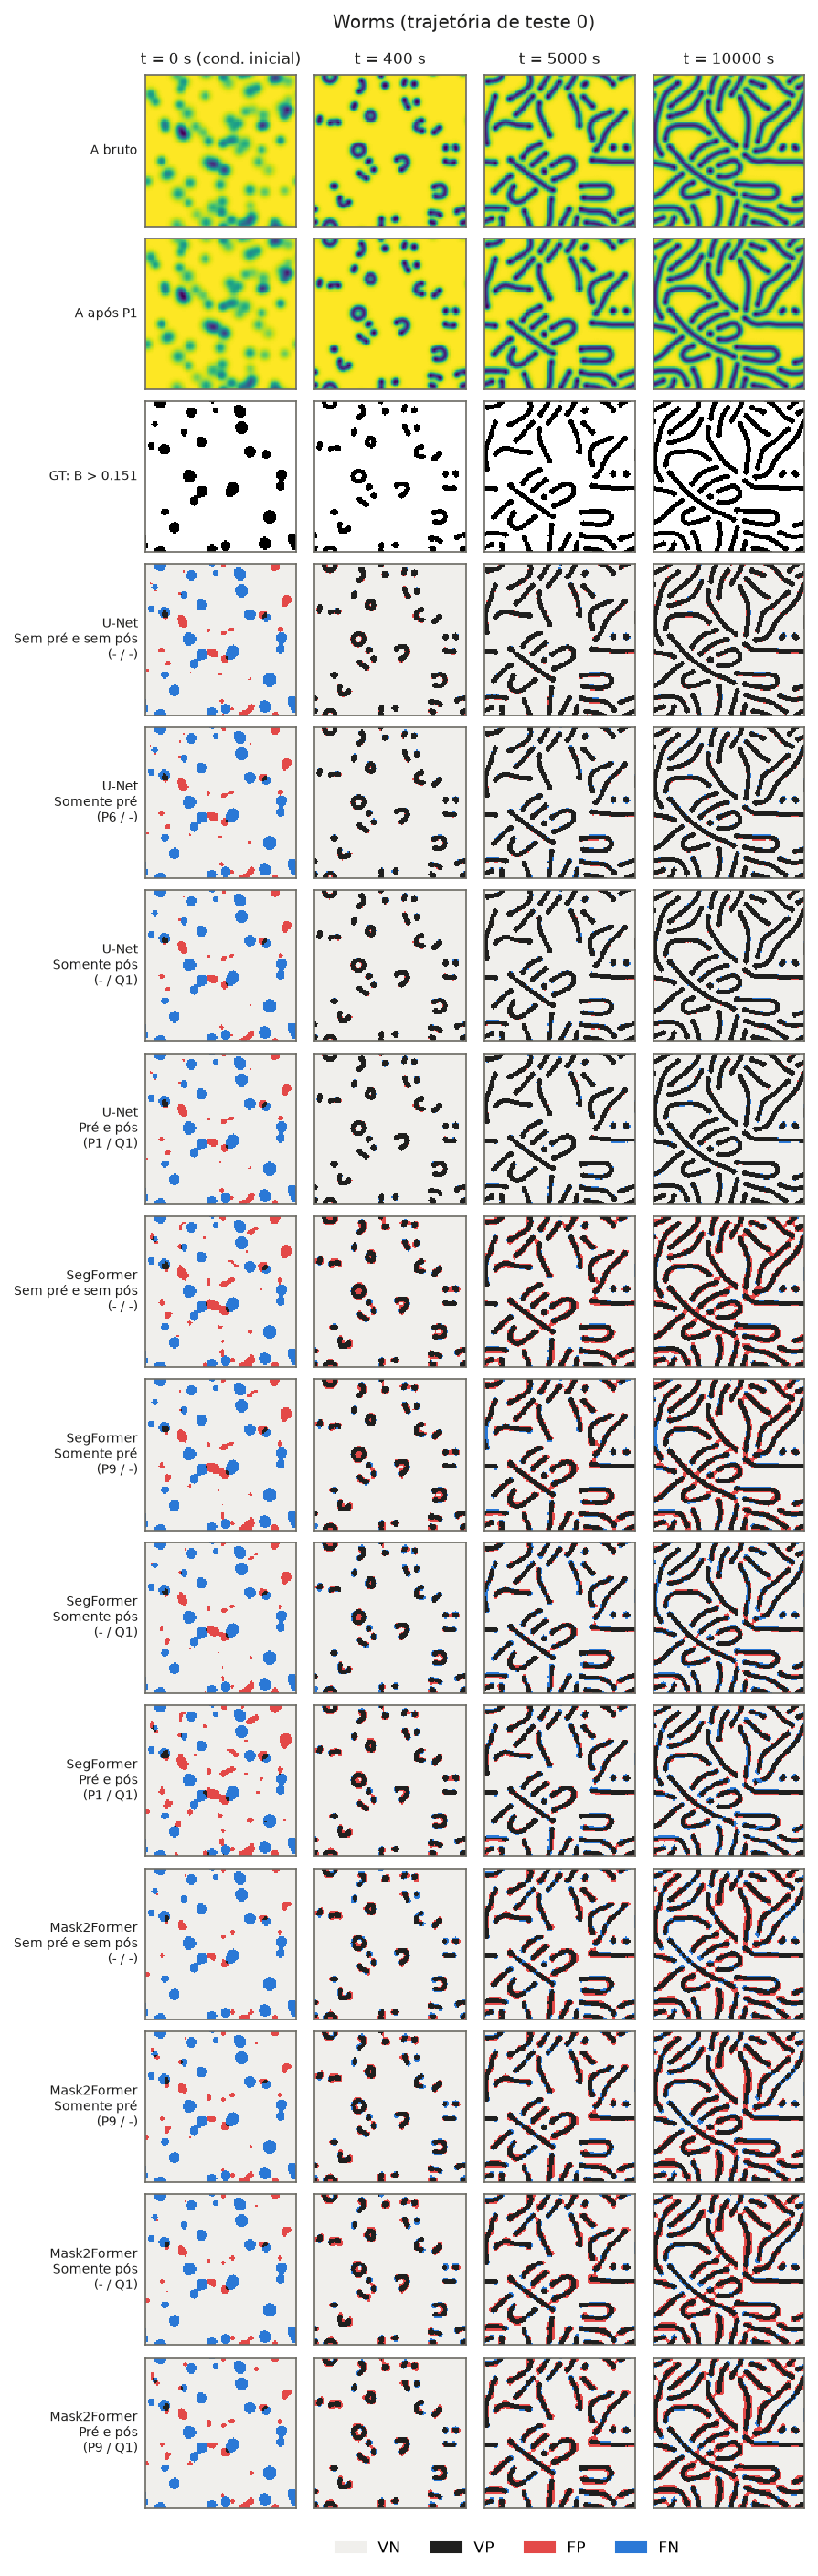 Worms (trajetória de teste 0)
t = 0 s (cond. inicial)
t = 400 s
t = 5000 s
t = 10000 s
A bruto
A após P1
GT: B > 0.151
U-Net
Sem pré e sem pós
(- / -)
U-Net
Somente pré
(P6 / -)
U-Net
Somente pós
(- / Q1)
U-Net
Pré e pós
(P1 / Q1)
SegFormer
Sem pré e sem pós
(- / -)
SegFormer
Somente pré
(P9 / -)
SegFormer
Somente pós
(- / Q1)
SegFormer
Pré e pós
(P1 / Q1)
Mask2Former
Sem pré e sem pós
(- / -)
Mask2Former
Somente pré
(P9 / -)
Mask2Former
Somente pós
(- / Q1)
Mask2Former
Pré e pós
(P9 / Q1)
VN
VP
FP
FN